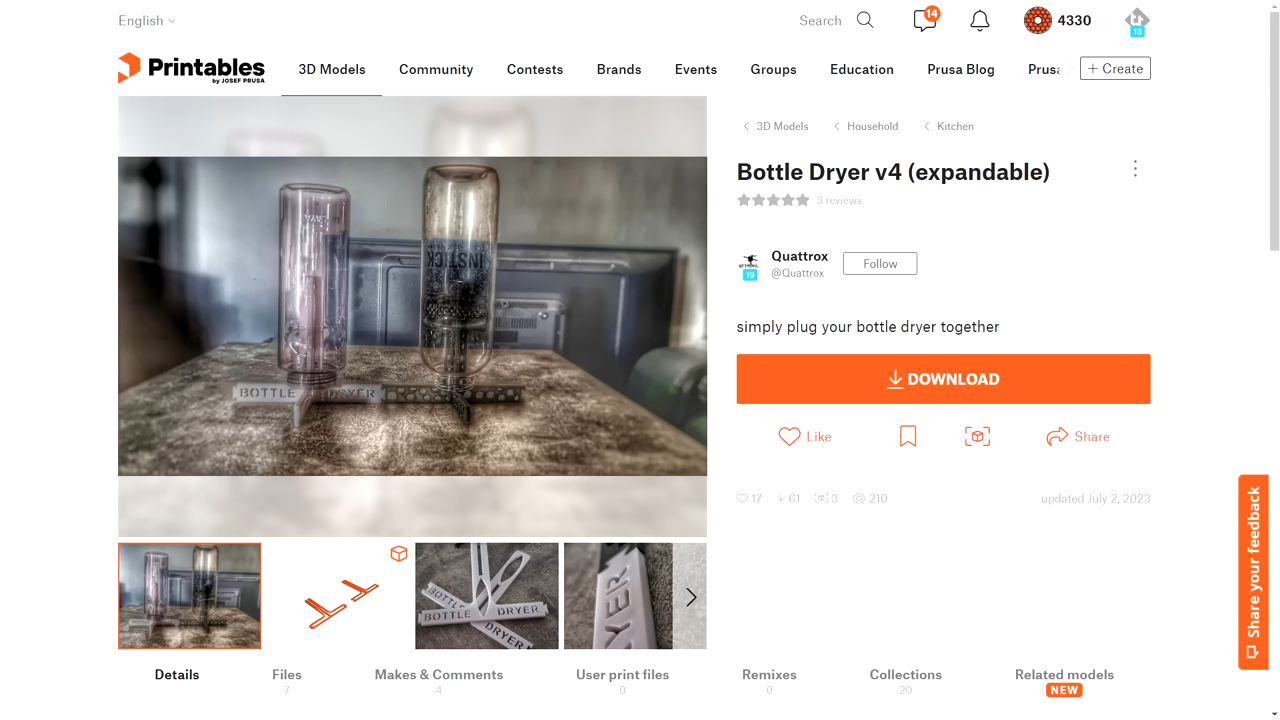 English
Search
14
4330
13
Printables
by JOSEF PRUSA
3D Models
Community
Contests
Brands
Events
Groups
Education
Prusa Blog
Prusa
+ Create
3D Models
Household
Kitchen
Bottle Dryer v4 (expandable)
3 reviews
Quattrox
@Quattrox
19
Follow
simply plug your bottle dryer together
DOWNLOAD
Like
Share
17
61
3
210
updated July 2, 2023
INSTICK
BOTTLE DRYER
BOTTLE DRYER
BOTTLE
DRYER
YER
Share your feedback
Details
Files
7
Makes & Comments
4
User print files
0
Remixes
0
Collections
20
Related models
NEW